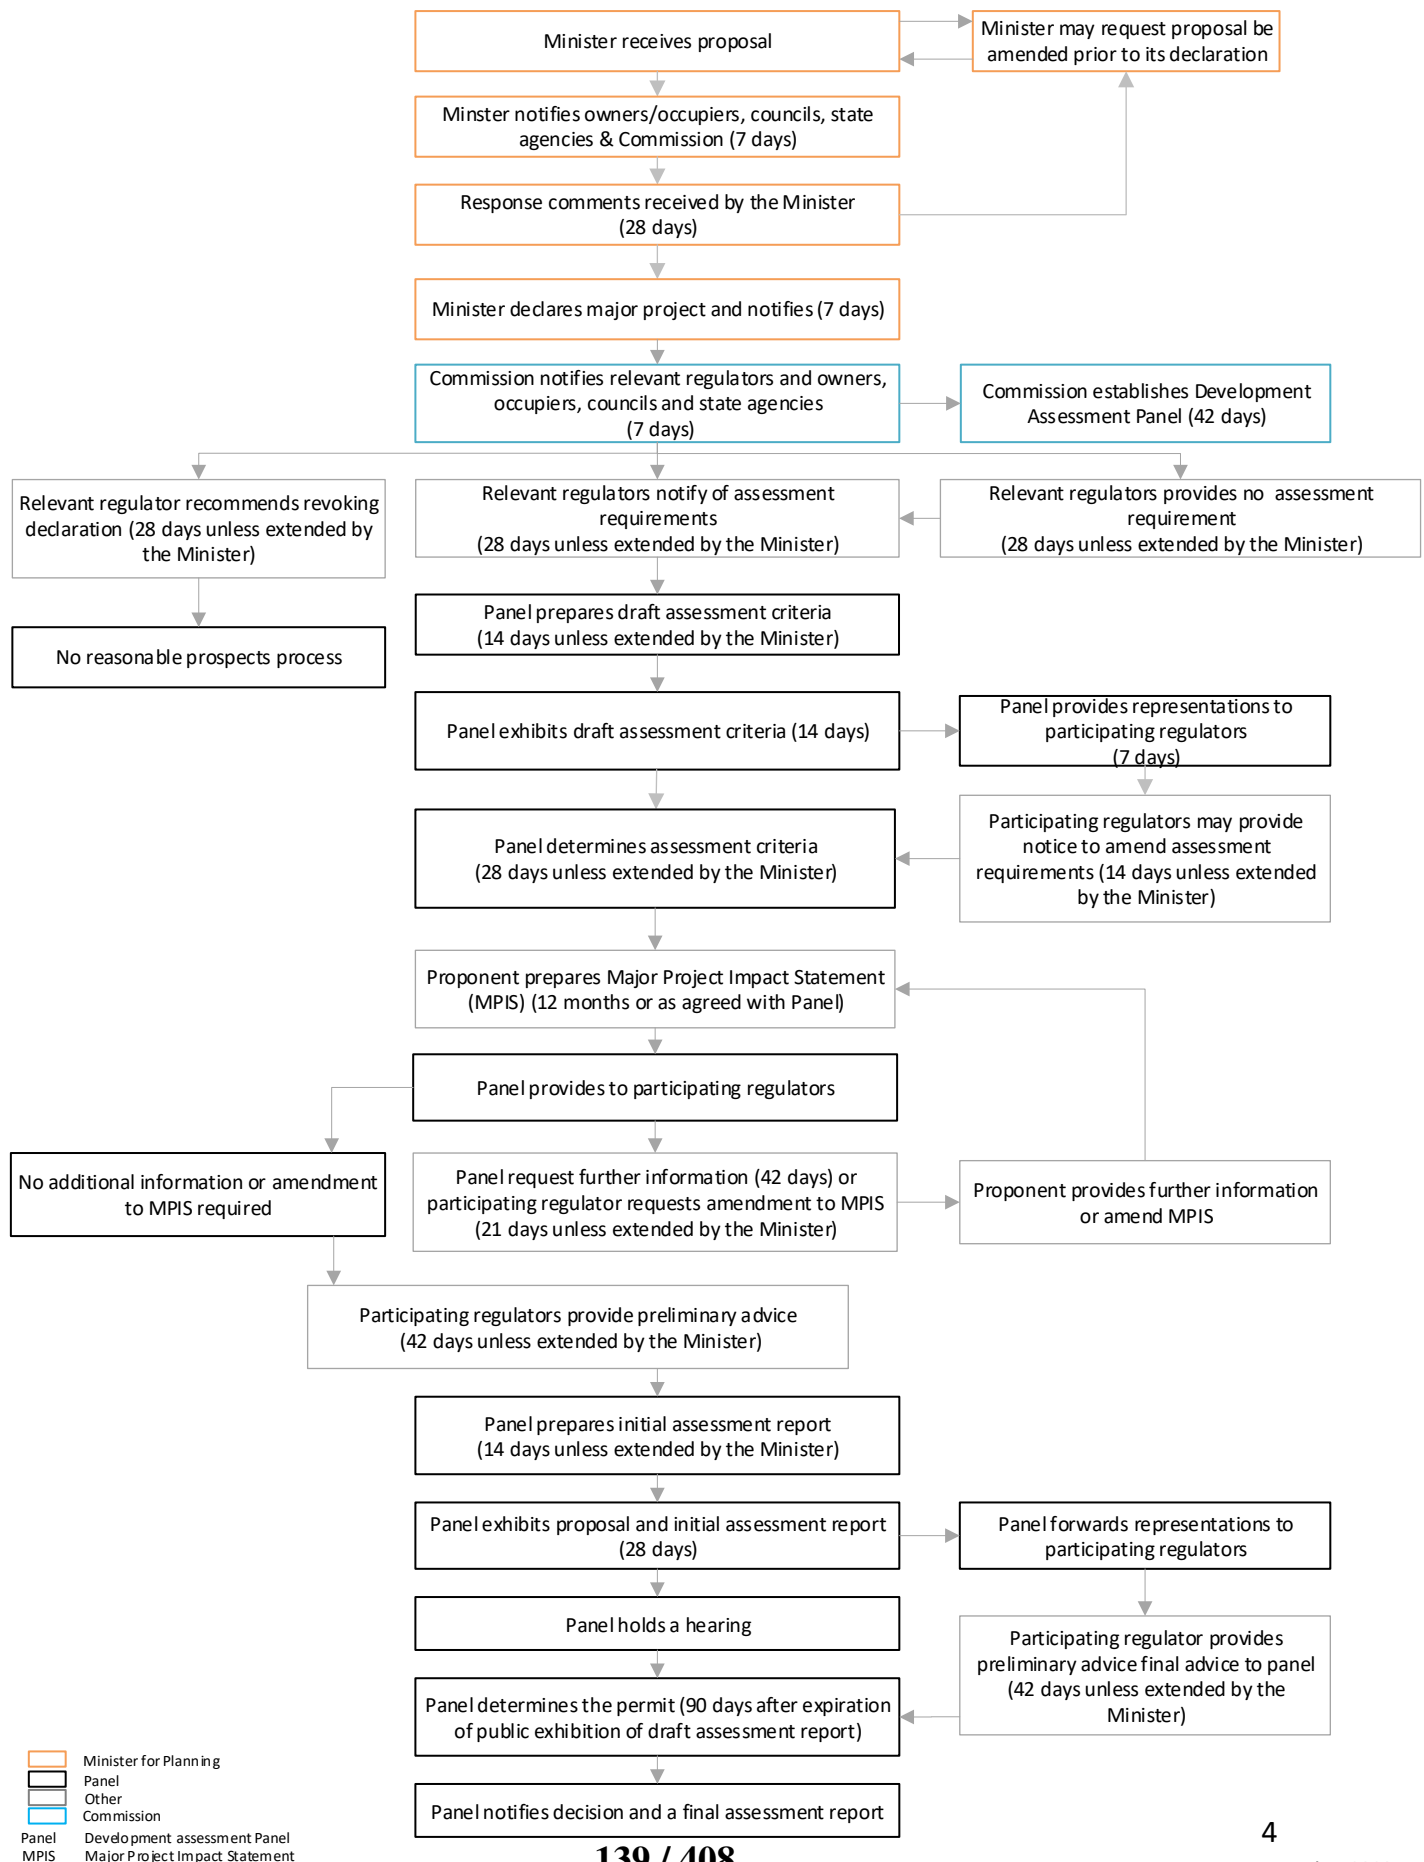 Minister receives proposal
Minister may request proposal be
amended prior to its declaration
Minster notifies owners/occupiers, councils, state
agencies & Commission (7 days)
Response comments received by the Minister
(28 days)
Minister declares major project and notifies (7 days)
Commission notifies relevant regulators and owners,
occupiers, councils and state agencies
(7 days)
Commission establishes Development
Assessment Panel (42 days)
Relevant regulator recommends revoking
declaration (28 days unless extended by
the Minister)
Relevant regulators notify of assessment
requirements
(28 days unless extended by the Minister)
Relevant regulators provides no assessment
requirement
(28 days unless extended by the Minister)
No reasonable prospects process
Panel prepares draft assessment criteria
(14 days unless extended by the Minister)
Panel exhibits draft assessment criteria (14 days)
Panel provides representations to
participating regulators
(7 days)
Panel determines assessment criteria
(28 days unless extended by the Minister)
Participating regulators may provide
notice to amend assessment
requirements (14 days unless extended
by the Minister)
Proponent prepares Major Project Impact Statement
(MPIS) (12 months or as agreed with Panel)
Panel provides to participating regulators
No additional information or amendment
to MPIS required
Panel request further information (42 days) or
participating regulator requests amendment to MPIS
(21 days unless extended by the Minister)
Proponent provides further information
or amend MPIS
Participating regulators provide preliminary advice
(42 days unless extended by the Minister)
Panel prepares initial assessment report
(14 days unless extended by the Minister)
Panel exhibits proposal and initial assessment report
(28 days)
Panel forwards representations to
participating regulators
Panel holds a hearing
Participating regulator provides
preliminary advice final advice to panel
(42 days unless extended by the
Minister)
Panel determines the permit (90 days after expiration
of public exhibition of draft assessment report)
Panel notifies decision and a final assessment report
Minister for Planning
Panel
Other
Commission
Panel Development assessment Panel
MPIS Major Project Impact Statement
139 / 408
4